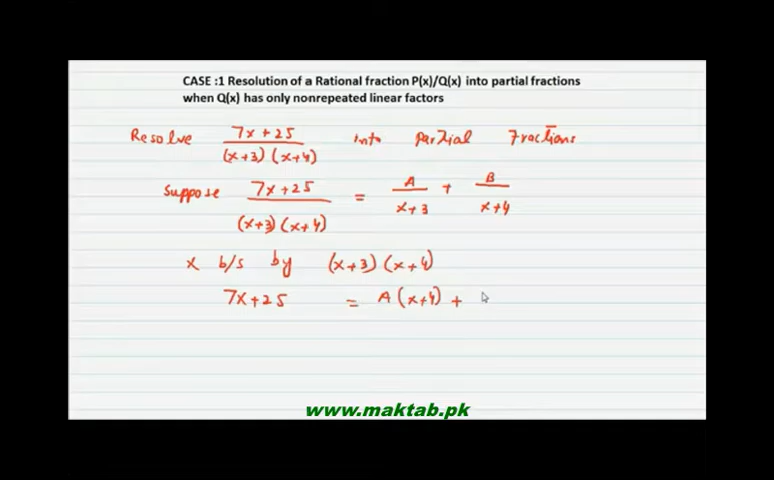 CASE :1 Resolution of a Rational fraction P(x)/Q(x) into partial fractions
when Q(x) has only nonrepeated linear factors
Resolve (7x+25)/((x+3)(x+4)) into Partial Fractions
Suppose (7x+25)/((x+3)(x+4)) = A/(x+3) + B/(x+4)
x b/s by (x+3)(x+4)
7x+25 = A(x+4) +
www.maktab.pk